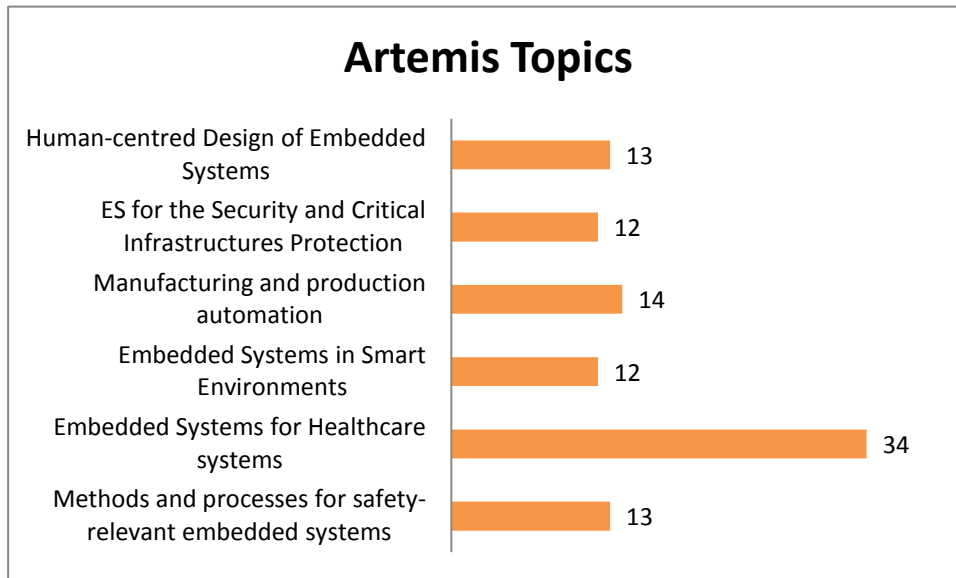 Artemis Topics
Human-centred Design of Embedded
Systems
13
ES for the Security and Critical
Infrastructures Protection
12
Manufacturing and production
automation
14
Embedded Systems in Smart
Environments
12
Embedded Systems for Healthcare
systems
34
Methods and processes for safety-
relevant embedded systems
13